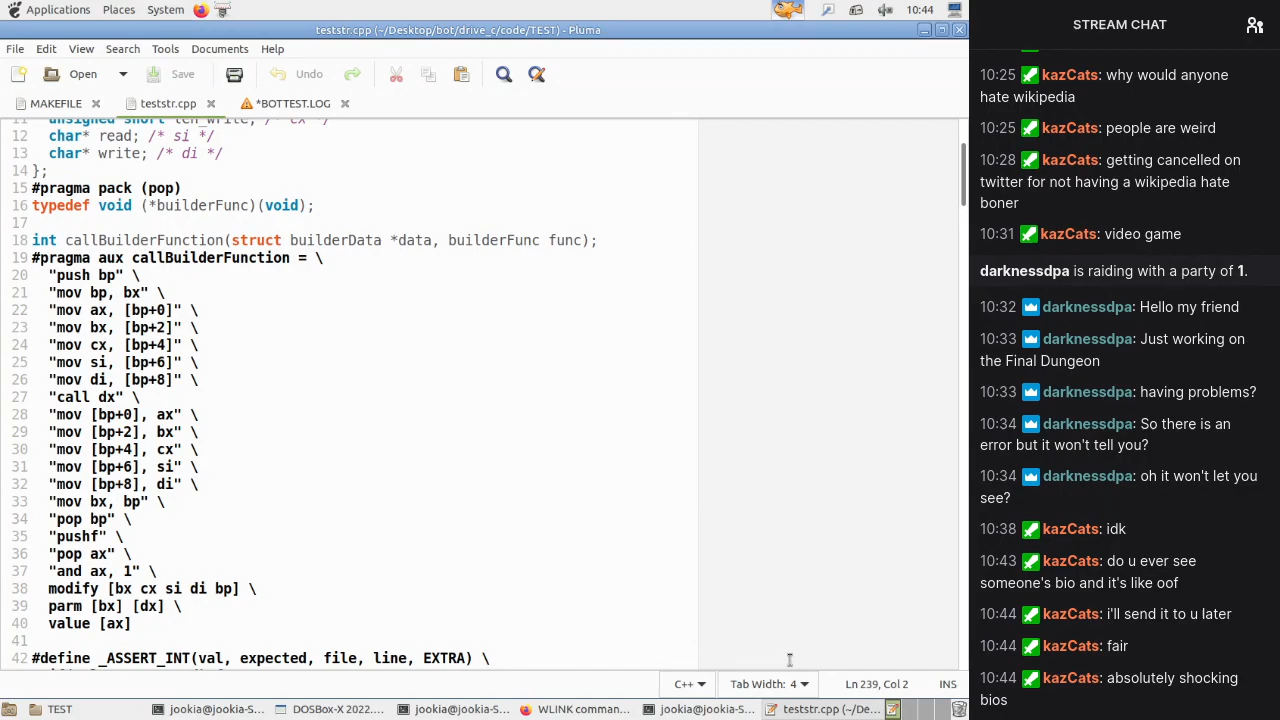 Applications Places System 10:44
teststr.cpp (~/Desktop/bot/drive_c/code/TEST) - Pluma
File Edit View Search Tools Documents Help
Open Save Undo
MAKEFILE teststr.cpp *BOTTEST.LOG
11 unsigned short len_write; /* cx */
12 char* read; /* si */
13 char* write; /* di */
14 };
15 #pragma pack (pop)
16 typedef void (*builderFunc)(void);
17
18 int callBuilderFunction(struct builderData *data, builderFunc func);
19 #pragma aux callBuilderFunction = \
20 "push bp" \
21 "mov bp, bx" \
22 "mov ax, [bp+0]" \
23 "mov bx, [bp+2]" \
24 "mov cx, [bp+4]" \
25 "mov si, [bp+6]" \
26 "mov di, [bp+8]" \
27 "call dx" \
28 "mov [bp+0], ax" \
29 "mov [bp+2], bx" \
30 "mov [bp+4], cx" \
31 "mov [bp+6], si" \
32 "mov [bp+8], di" \
33 "mov bx, bp" \
34 "pop bp" \
35 "pushf" \
36 "pop ax" \
37 "and ax, 1" \
38 modify [bx cx si di bp] \
39 parm [bx] [dx] \
40 value [ax]
41
42 #define _ASSERT_INT(val, expected, file, line, EXTRA) \
C++ Tab Width: 4 Ln 239, Col 2 INS
TEST jookia@jookia-S... DOSBox-X 2022.... jookia@jookia-S... WLINK comman... jookia@jookia-S... teststr.cpp (~/De...
STREAM CHAT
10:25 kazCats: why would anyone
hate wikipedia
10:25 kazCats: people are weird
10:28 kazCats: getting cancelled on
twitter for not having a wikipedia hate
boner
10:31 kazCats: video game
darknessdpa is raiding with a party of 1.
10:32 darknessdpa: Hello my friend
10:33 darknessdpa: Just working on
the Final Dungeon
10:33 darknessdpa: having problems?
10:34 darknessdpa: So there is an
error but it won't tell you?
10:34 darknessdpa: oh it won't let you
see?
10:38 kazCats: idk
10:43 kazCats: do u ever see
someone's bio and it's like oof
10:44 kazCats: i'll send it to u later
10:44 kazCats: fair
10:44 kazCats: absolutely shocking
bios